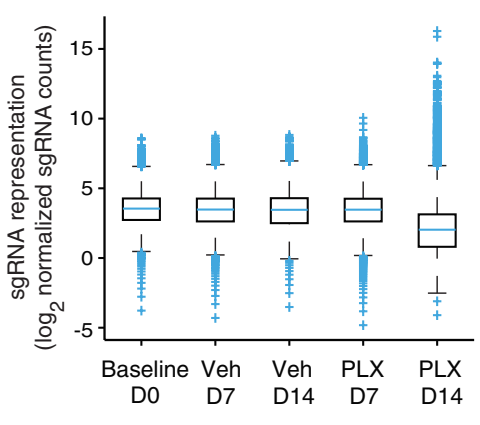 sgRNA representation
(log2 normalized sgRNA counts)
15
10
5
0
-5
Baseline Veh Veh PLX PLX
D0 D7 D14 D7 D14